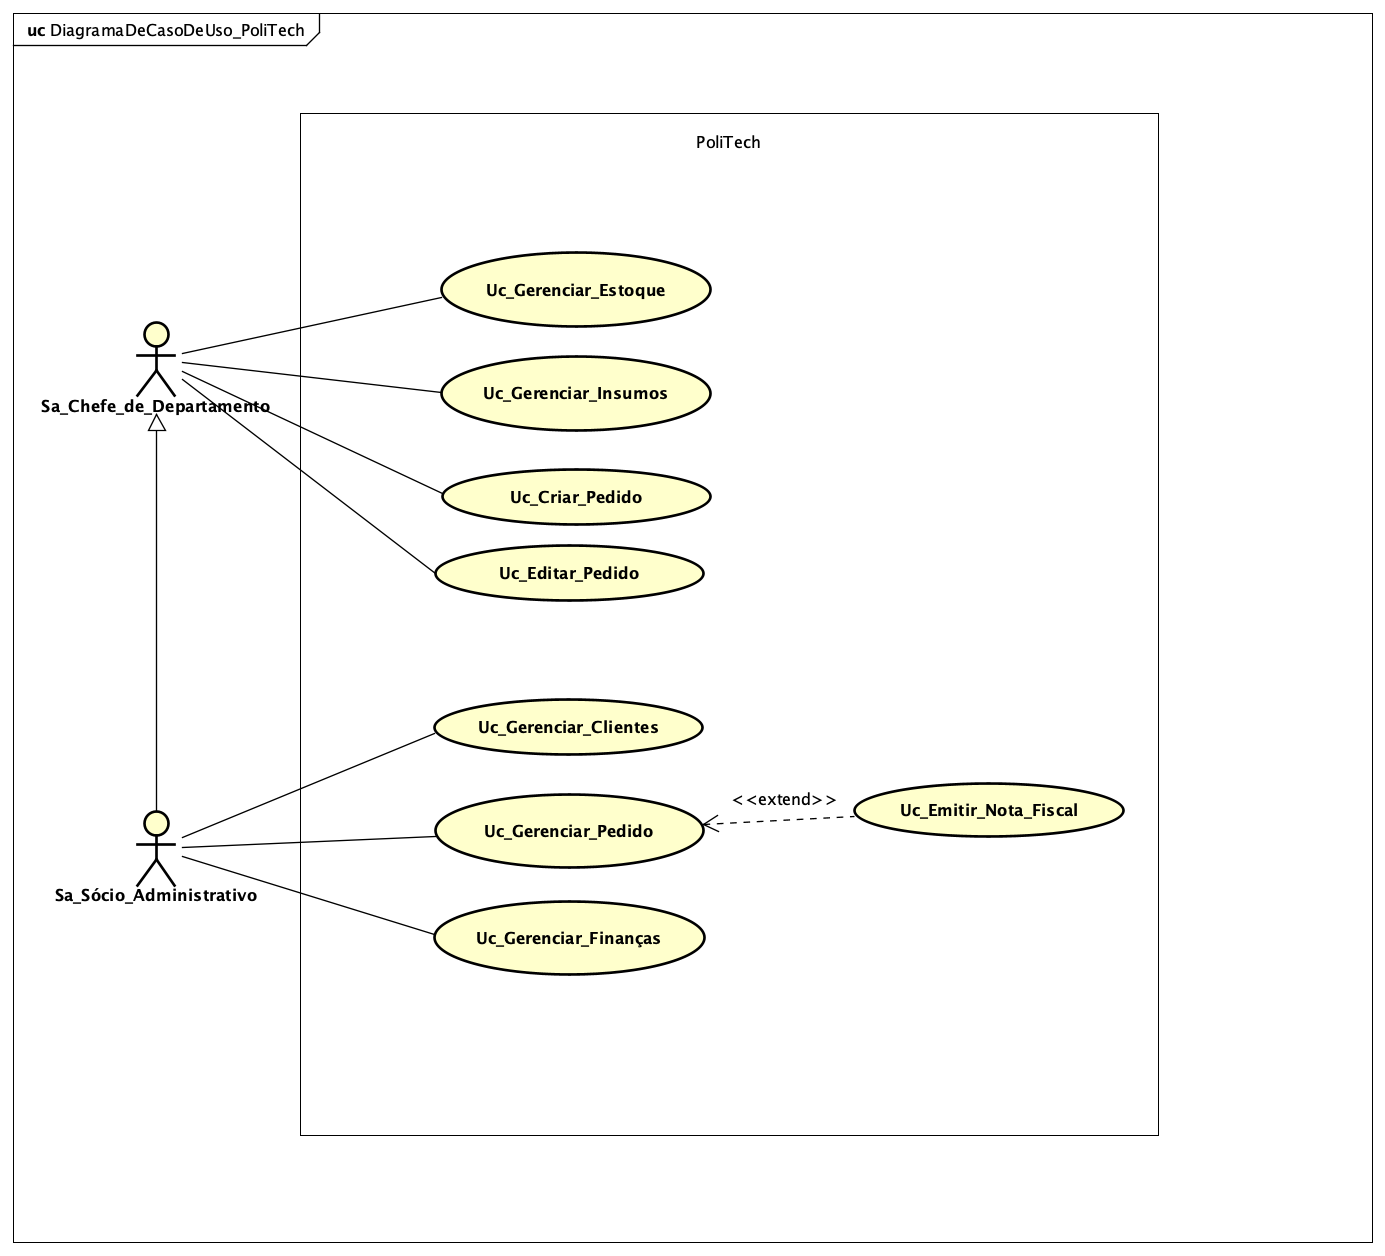 uc DiagramaDeCasoDeUso_PoliTech
PoliTech
Uc_Gerenciar_Estoque
Uc_Gerenciar_Insumos
Sa_Chefe_de_Departamento
Uc_Criar_Pedido
Uc_Editar_Pedido
Uc_Gerenciar_Clientes
<<extend>>
Uc_Emitir_Nota_Fiscal
Uc_Gerenciar_Pedido
Sa_Sócio_Administrativo
Uc_Gerenciar_Finanças